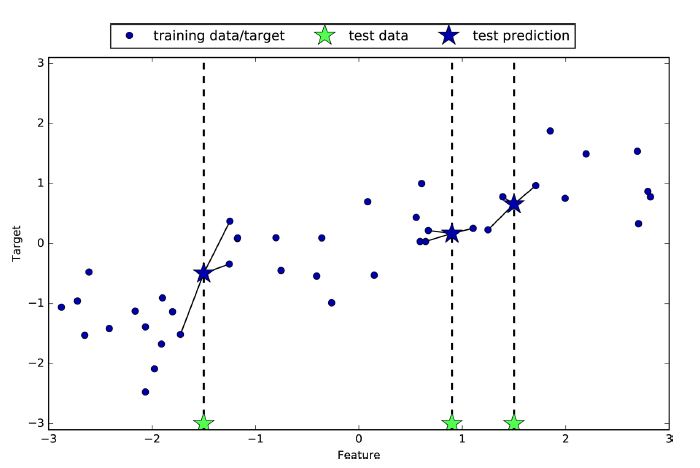 training data/target test data test prediction
3
2
1
0
−1
−2
−3
Target
−3 −2 −1 0 1 2 3
Feature